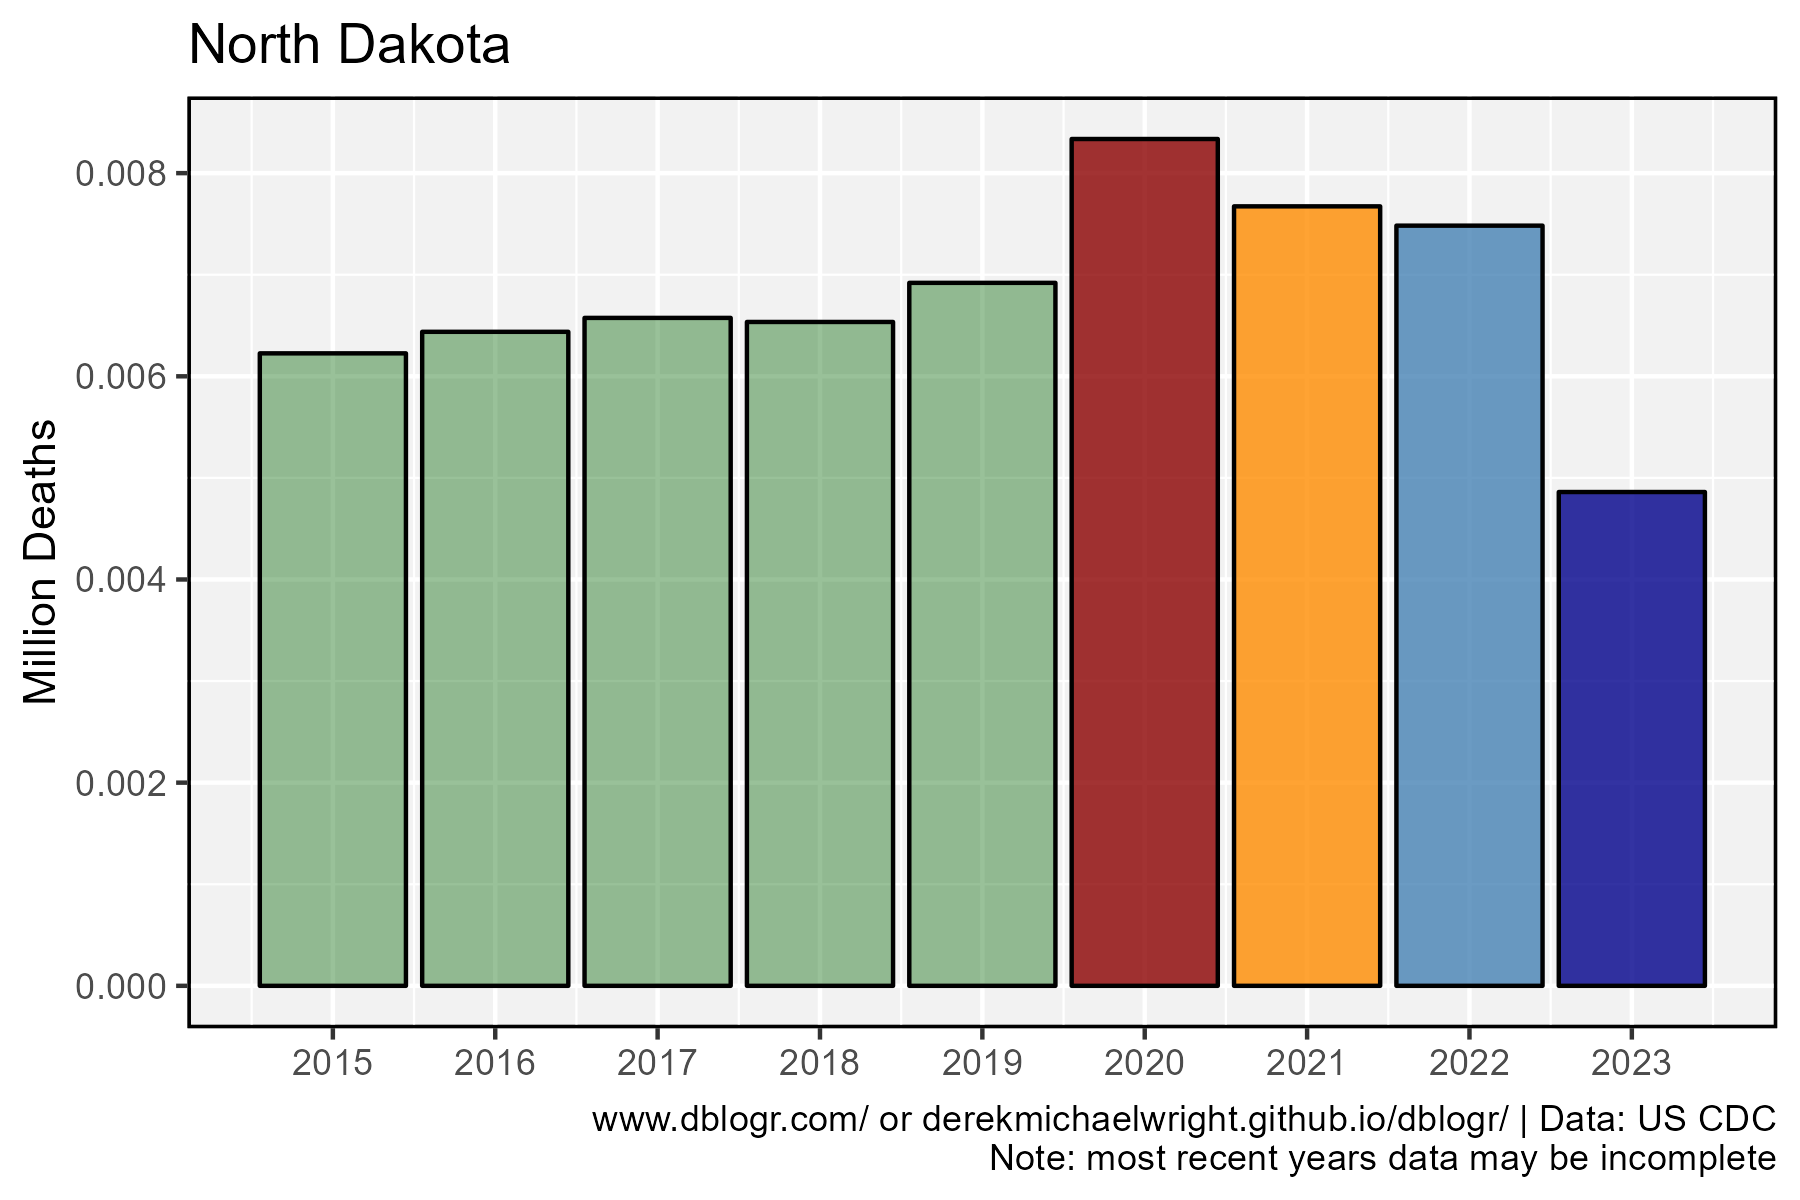 North Dakota
Million Deaths
0.008
0.006
0.004
0.002
0.000
2015 2016 2017 2018 2019 2020 2021 2022 2023
www.dblogr.com/ or derekmichaelwright.github.io/dblogr/ | Data: US CDC
Note: most recent years data may be incomplete